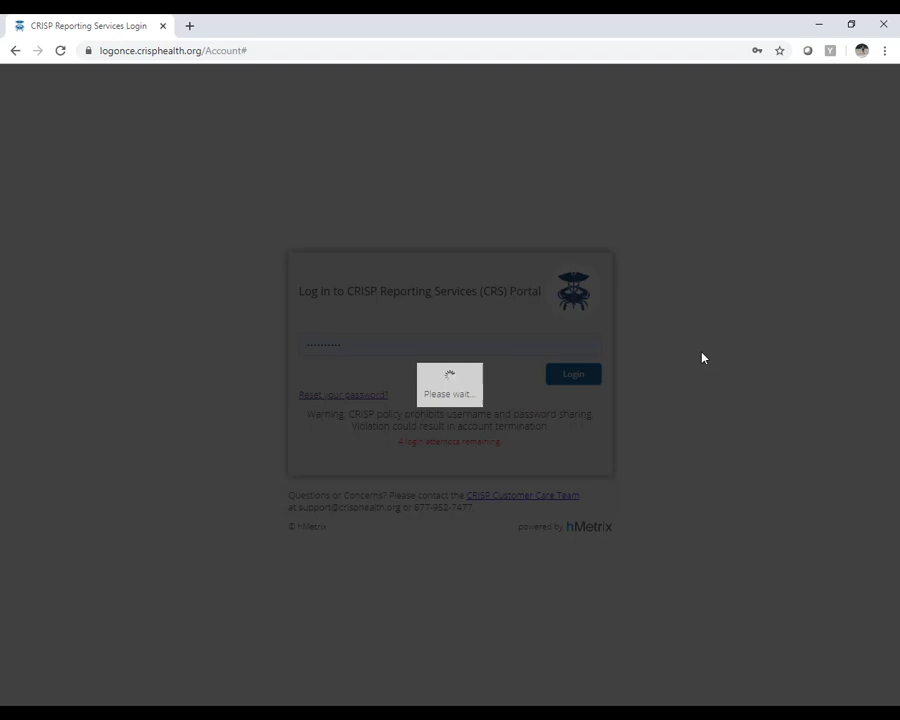 CRISP Reporting Services Login
logonce.crisphealth.org/Account#
Y
Log in to CRISP Reporting Services (CRS) Portal
••••••••••
Login
Please wait...
Reset your password?
Warning: CRISP policy prohibits username and password sharing.
Violation could result in account termination.
4 login attempts remaining.
Questions or Concerns? Please contact the CRISP Customer Care Team
at support@crisphealth.org or 877-952-7477.
© hMetrix
powered by hMetrix